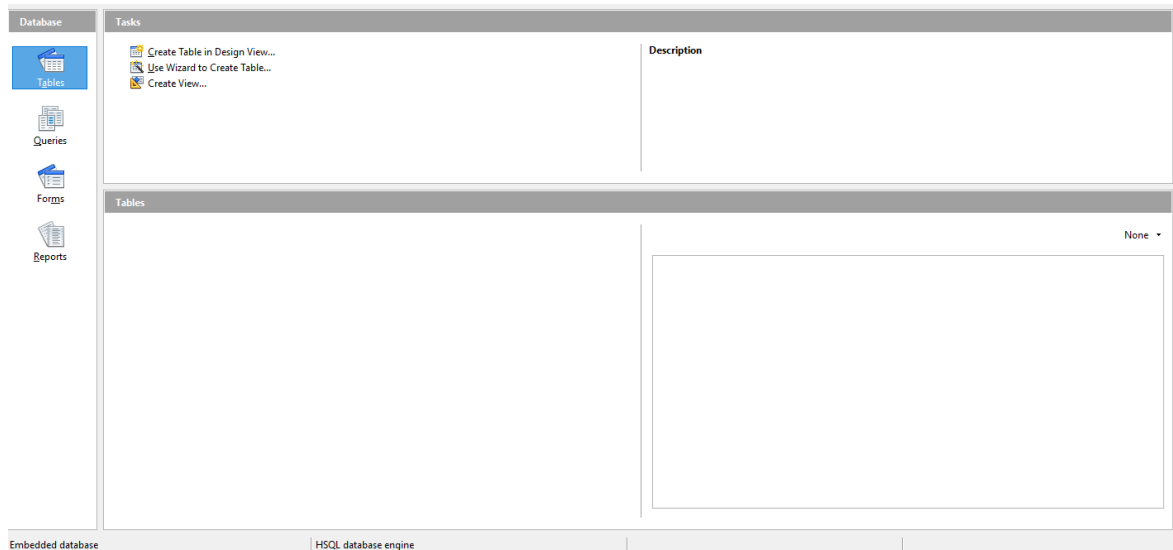 Database
Tables
Queries
Forms
Reports
Tasks
Create Table in Design View...
Use Wizard to Create Table...
Create View...
Description
Tables
None
Embedded database
HSQL database engine